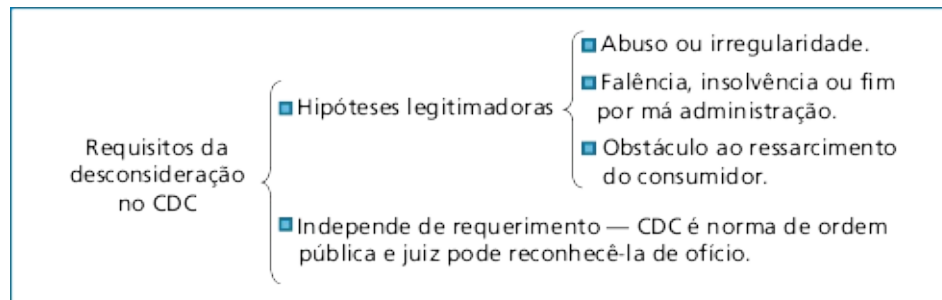 Requisitos da
desconsideração
no CDC
Hipóteses legitimadoras
Abuso ou irregularidade.
Falência, insolvência ou fim
por má administração.
Obstáculo ao ressarcimento
do consumidor.
Independe de requerimento — CDC é norma de ordem
pública e juiz pode reconhecê-la de ofício.